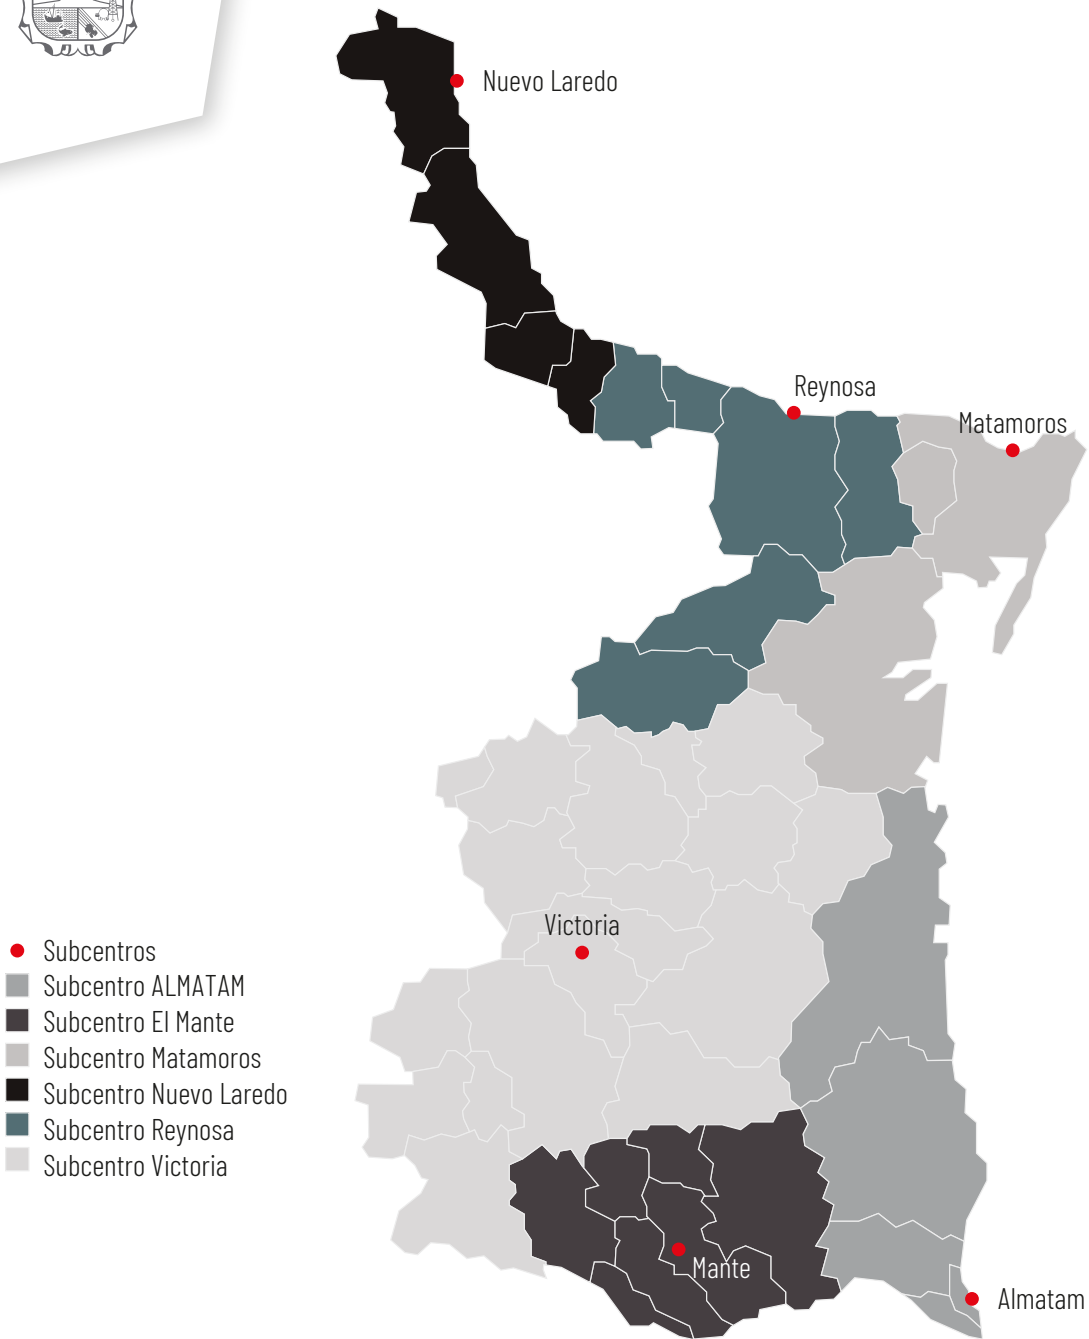 Nuevo Laredo
Reynosa
Matamoros
Victoria
Subcentros
Subcentro ALMATAM
Subcentro El Mante
Subcentro Matamoros
Subcentro Nuevo Laredo
Subcentro Reynosa
Subcentro Victoria
Mante
Almatam